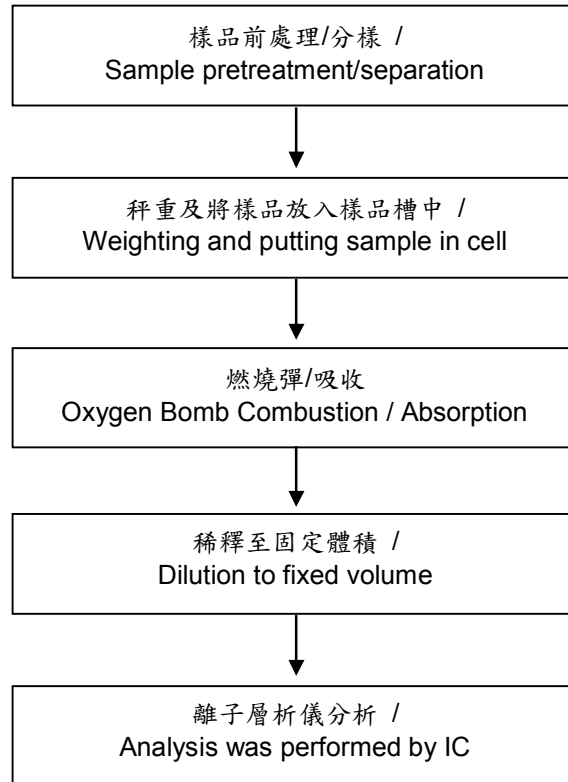 樣品前處理/分樣 /
Sample pretreatment/separation
秤重及將樣品放入樣品槽中 /
Weighting and putting sample in cell
燃燒彈/吸收
Oxygen Bomb Combustion / Absorption
稀釋至固定體積 /
Dilution to fixed volume
離子層析儀分析 /
Analysis was performed by IC